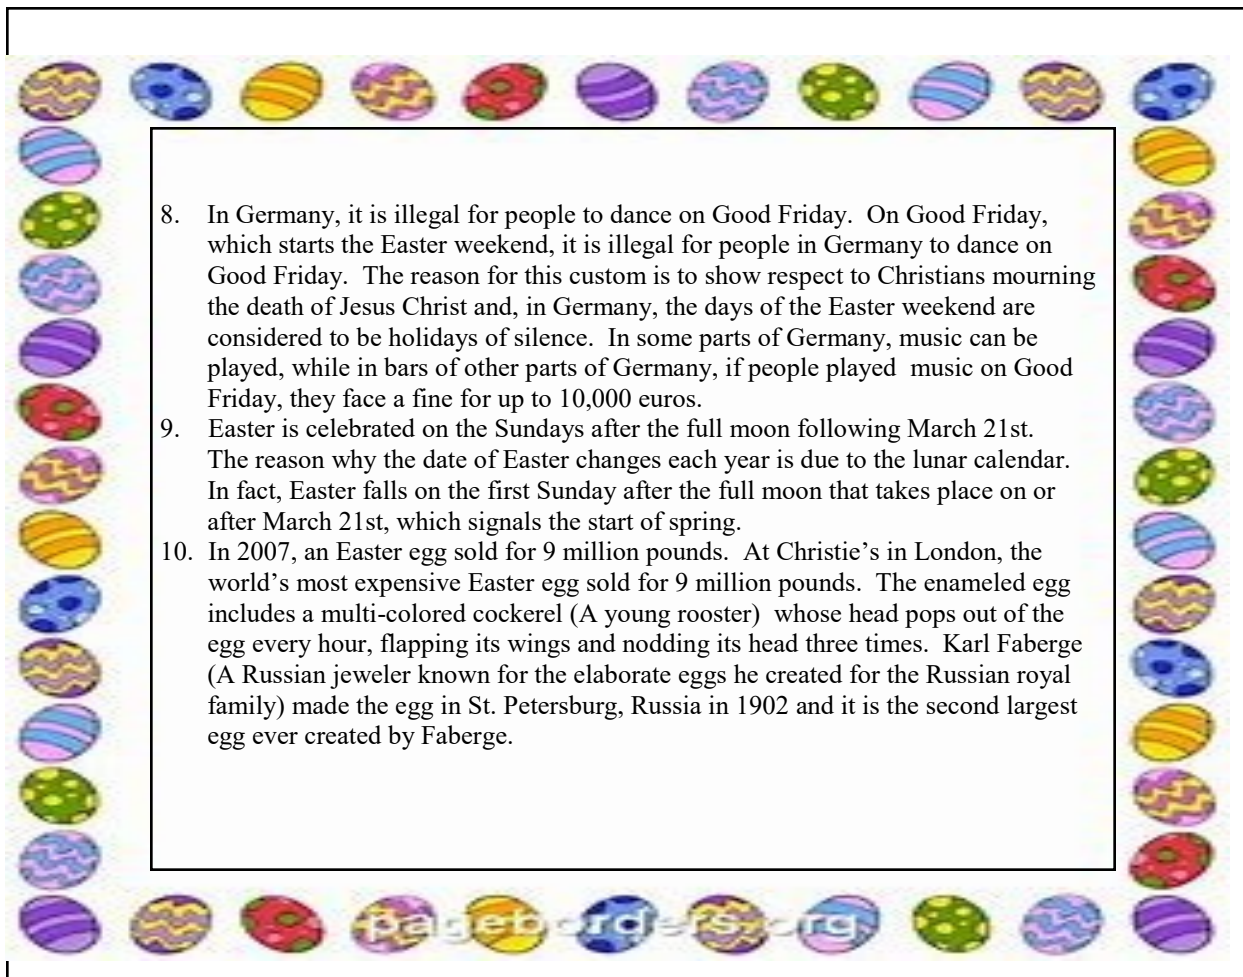 8. In Germany, it is illegal for people to dance on Good Friday. On Good Friday,
which starts the Easter weekend, it is illegal for people in Germany to dance on
Good Friday. The reason for this custom is to show respect to Christians mourning
the death of Jesus Christ and, in Germany, the days of the Easter weekend are
considered to be holidays of silence. In some parts of Germany, music can be
played, while in bars of other parts of Germany, if people played music on Good
Friday, they face a fine for up to 10,000 euros.
9. Easter is celebrated on the Sundays after the full moon following March 21st.
The reason why the date of Easter changes each year is due to the lunar calendar.
In fact, Easter falls on the first Sunday after the full moon that takes place on or
after March 21st, which signals the start of spring.
10. In 2007, an Easter egg sold for 9 million pounds. At Christie’s in London, the
world’s most expensive Easter egg sold for 9 million pounds. The enameled egg
includes a multi-colored cockerel (A young rooster) whose head pops out of the
egg every hour, flapping its wings and nodding its head three times. Karl Faberge
(A Russian jeweler known for the elaborate eggs he created for the Russian royal
family) made the egg in St. Petersburg, Russia in 1902 and it is the second largest
egg ever created by Faberge.
pageborders.org